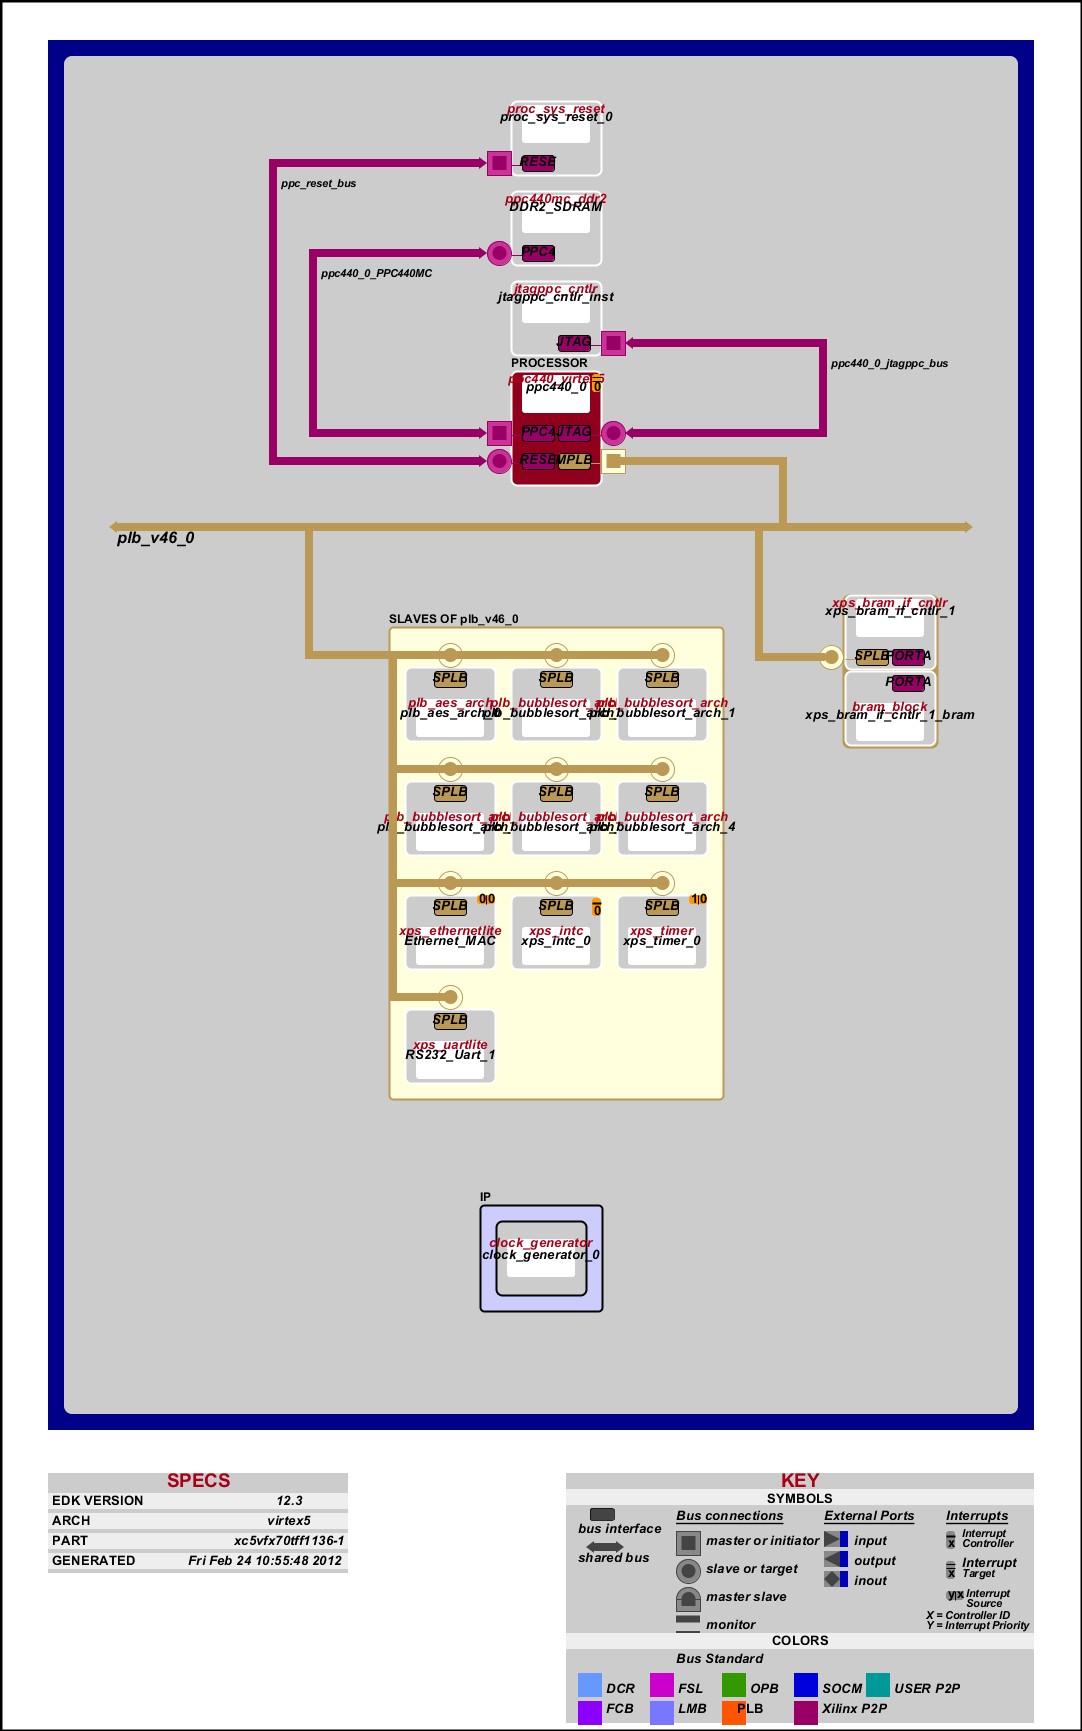 proc_sys_reset
proc_sys_reset_0
RESE
ppc_reset_bus
ppc440mc_ddr2
DDR2_SDRAM
PPC4
ppc440_0_PPC440MC
jtagppc_cntlr
jtagppc_cntlr_inst
JTAG
PROCESSOR
ppc440_0_jtagppc_bus
ppc440_virtex5
ppc440_0
0
PPC4 JTAG
RESE MPLB
plb_v46_0
xps_bram_if_cntlr
xps_bram_if_cntlr_1
SPLB PORTA
PORTA
bram_block
xps_bram_if_cntlr_1_bram
SLAVES OF plb_v46_0
SPLB SPLB SPLB
plb_aes_arch plb_bubblesort_arch plb_bubblesort_arch
plb_aes_arch_0 plb_bubblesort_arch_1
SPLB SPLB SPLB
plb_bubblesort_arch plb_bubblesort_arch plb_bubblesort_arch
plb_bubblesort_arch_4
SPLB 0|0 SPLB 0 SPLB 1|0
xps_ethernetlite xps_intc xps_timer
Ethernet_MAC xps_intc_0 xps_timer_0
SPLB
xps_uartlite
RS232_Uart_1
IP
clock_generator
clock_generator_0
SPECS
EDK VERSION 12.3
ARCH virtex5
PART xc5vfx70tff1136-1
GENERATED Fri Feb 24 10:55:48 2012
KEY
SYMBOLS
bus interface
shared bus
Bus connections
master or initiator
slave or target
master slave
monitor
External Ports
input
output
inout
Interrupts
x Interrupt
Controller
x Interrupt
Target
y|x Interrupt
Source
X = Controller ID
Y = Interrupt Priority
COLORS
Bus Standard
DCR FSL OPB SOCM USER P2P
FCB LMB PLB Xilinx P2P